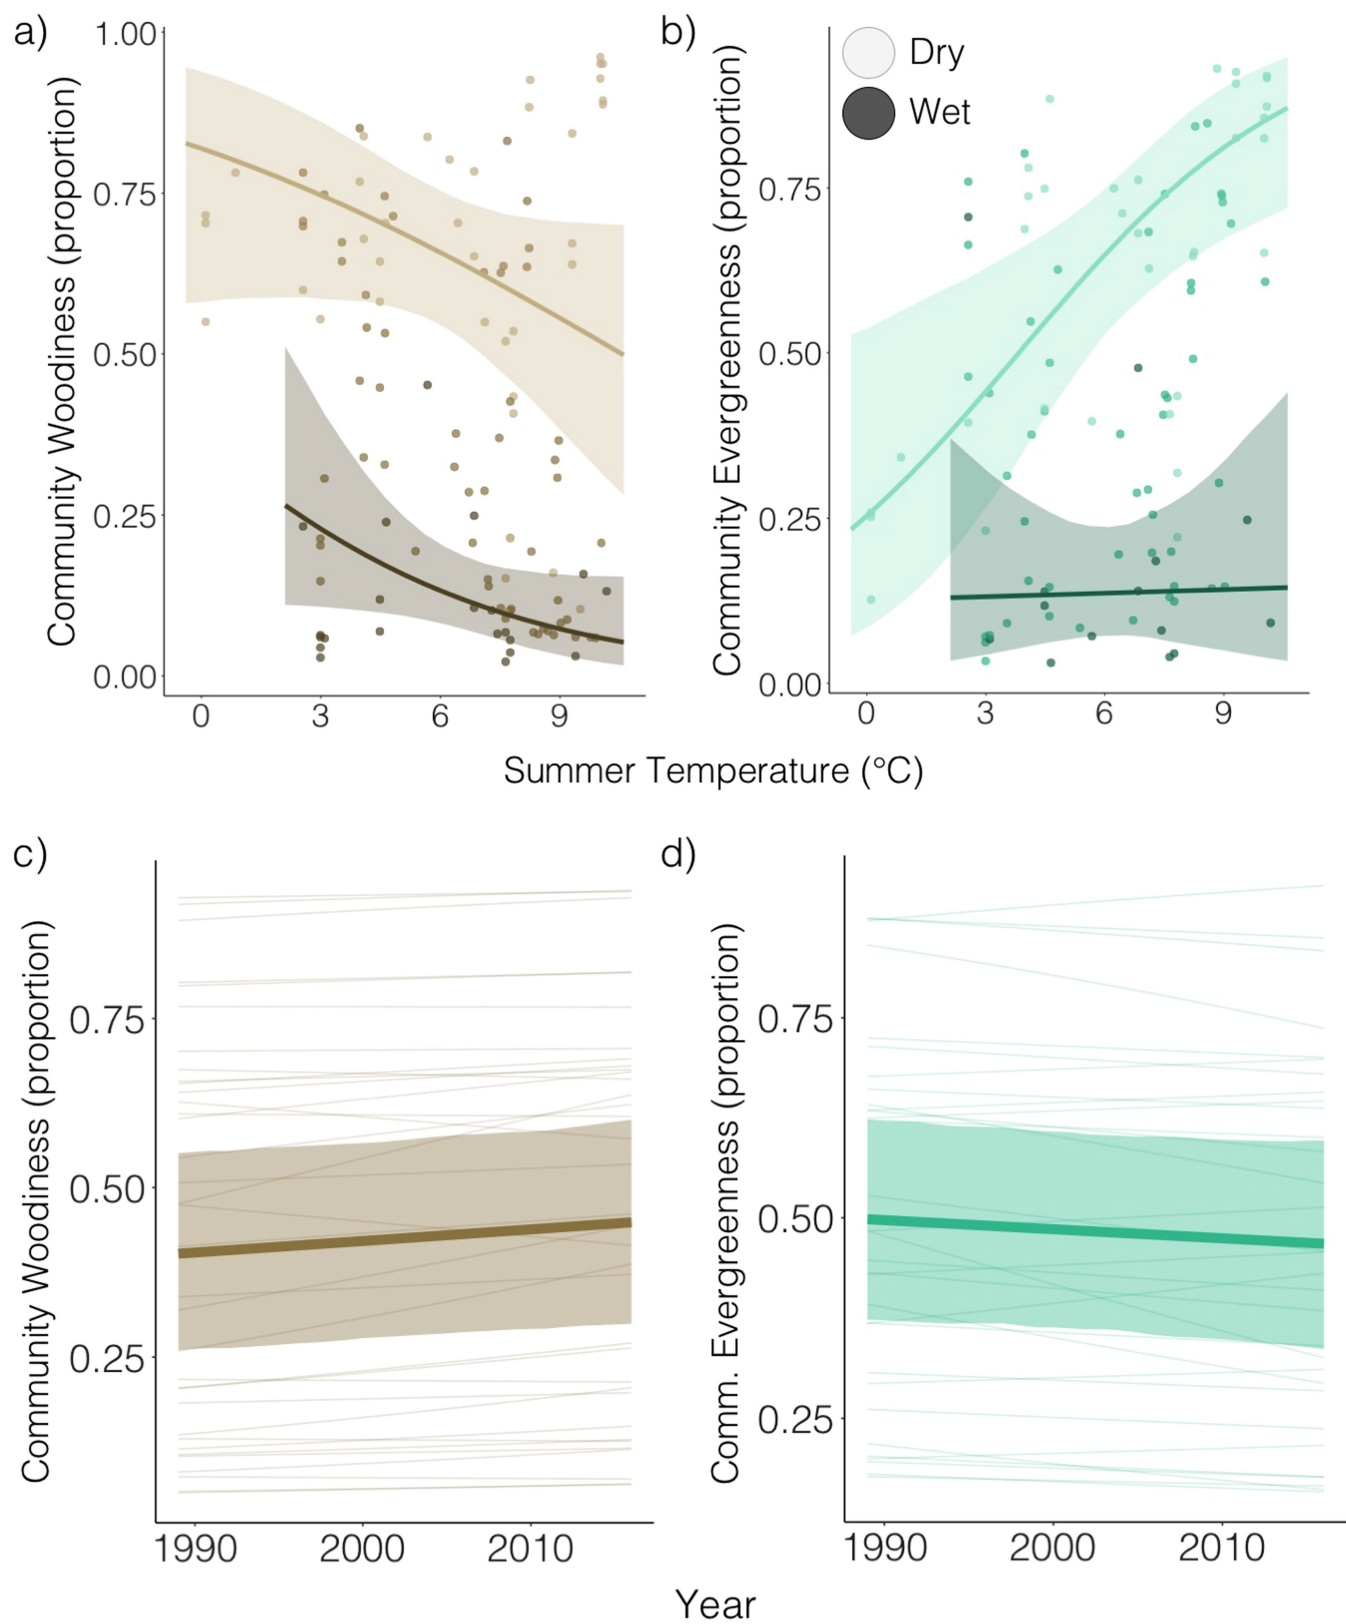 a)
Community Woodiness (proportion)
1.00
0.75
0.50
0.25
0.00
0 3 6 9
b)
Community Evergreenness (proportion)
Dry
Wet
0.75
0.50
0.25
0.00
0 3 6 9
Summer Temperature (°C)
c)
Community Woodiness (proportion)
0.75
0.50
0.25
1990 2000 2010
d)
Comm. Evergreenness (proportion)
0.75
0.50
0.25
1990 2000 2010
Year